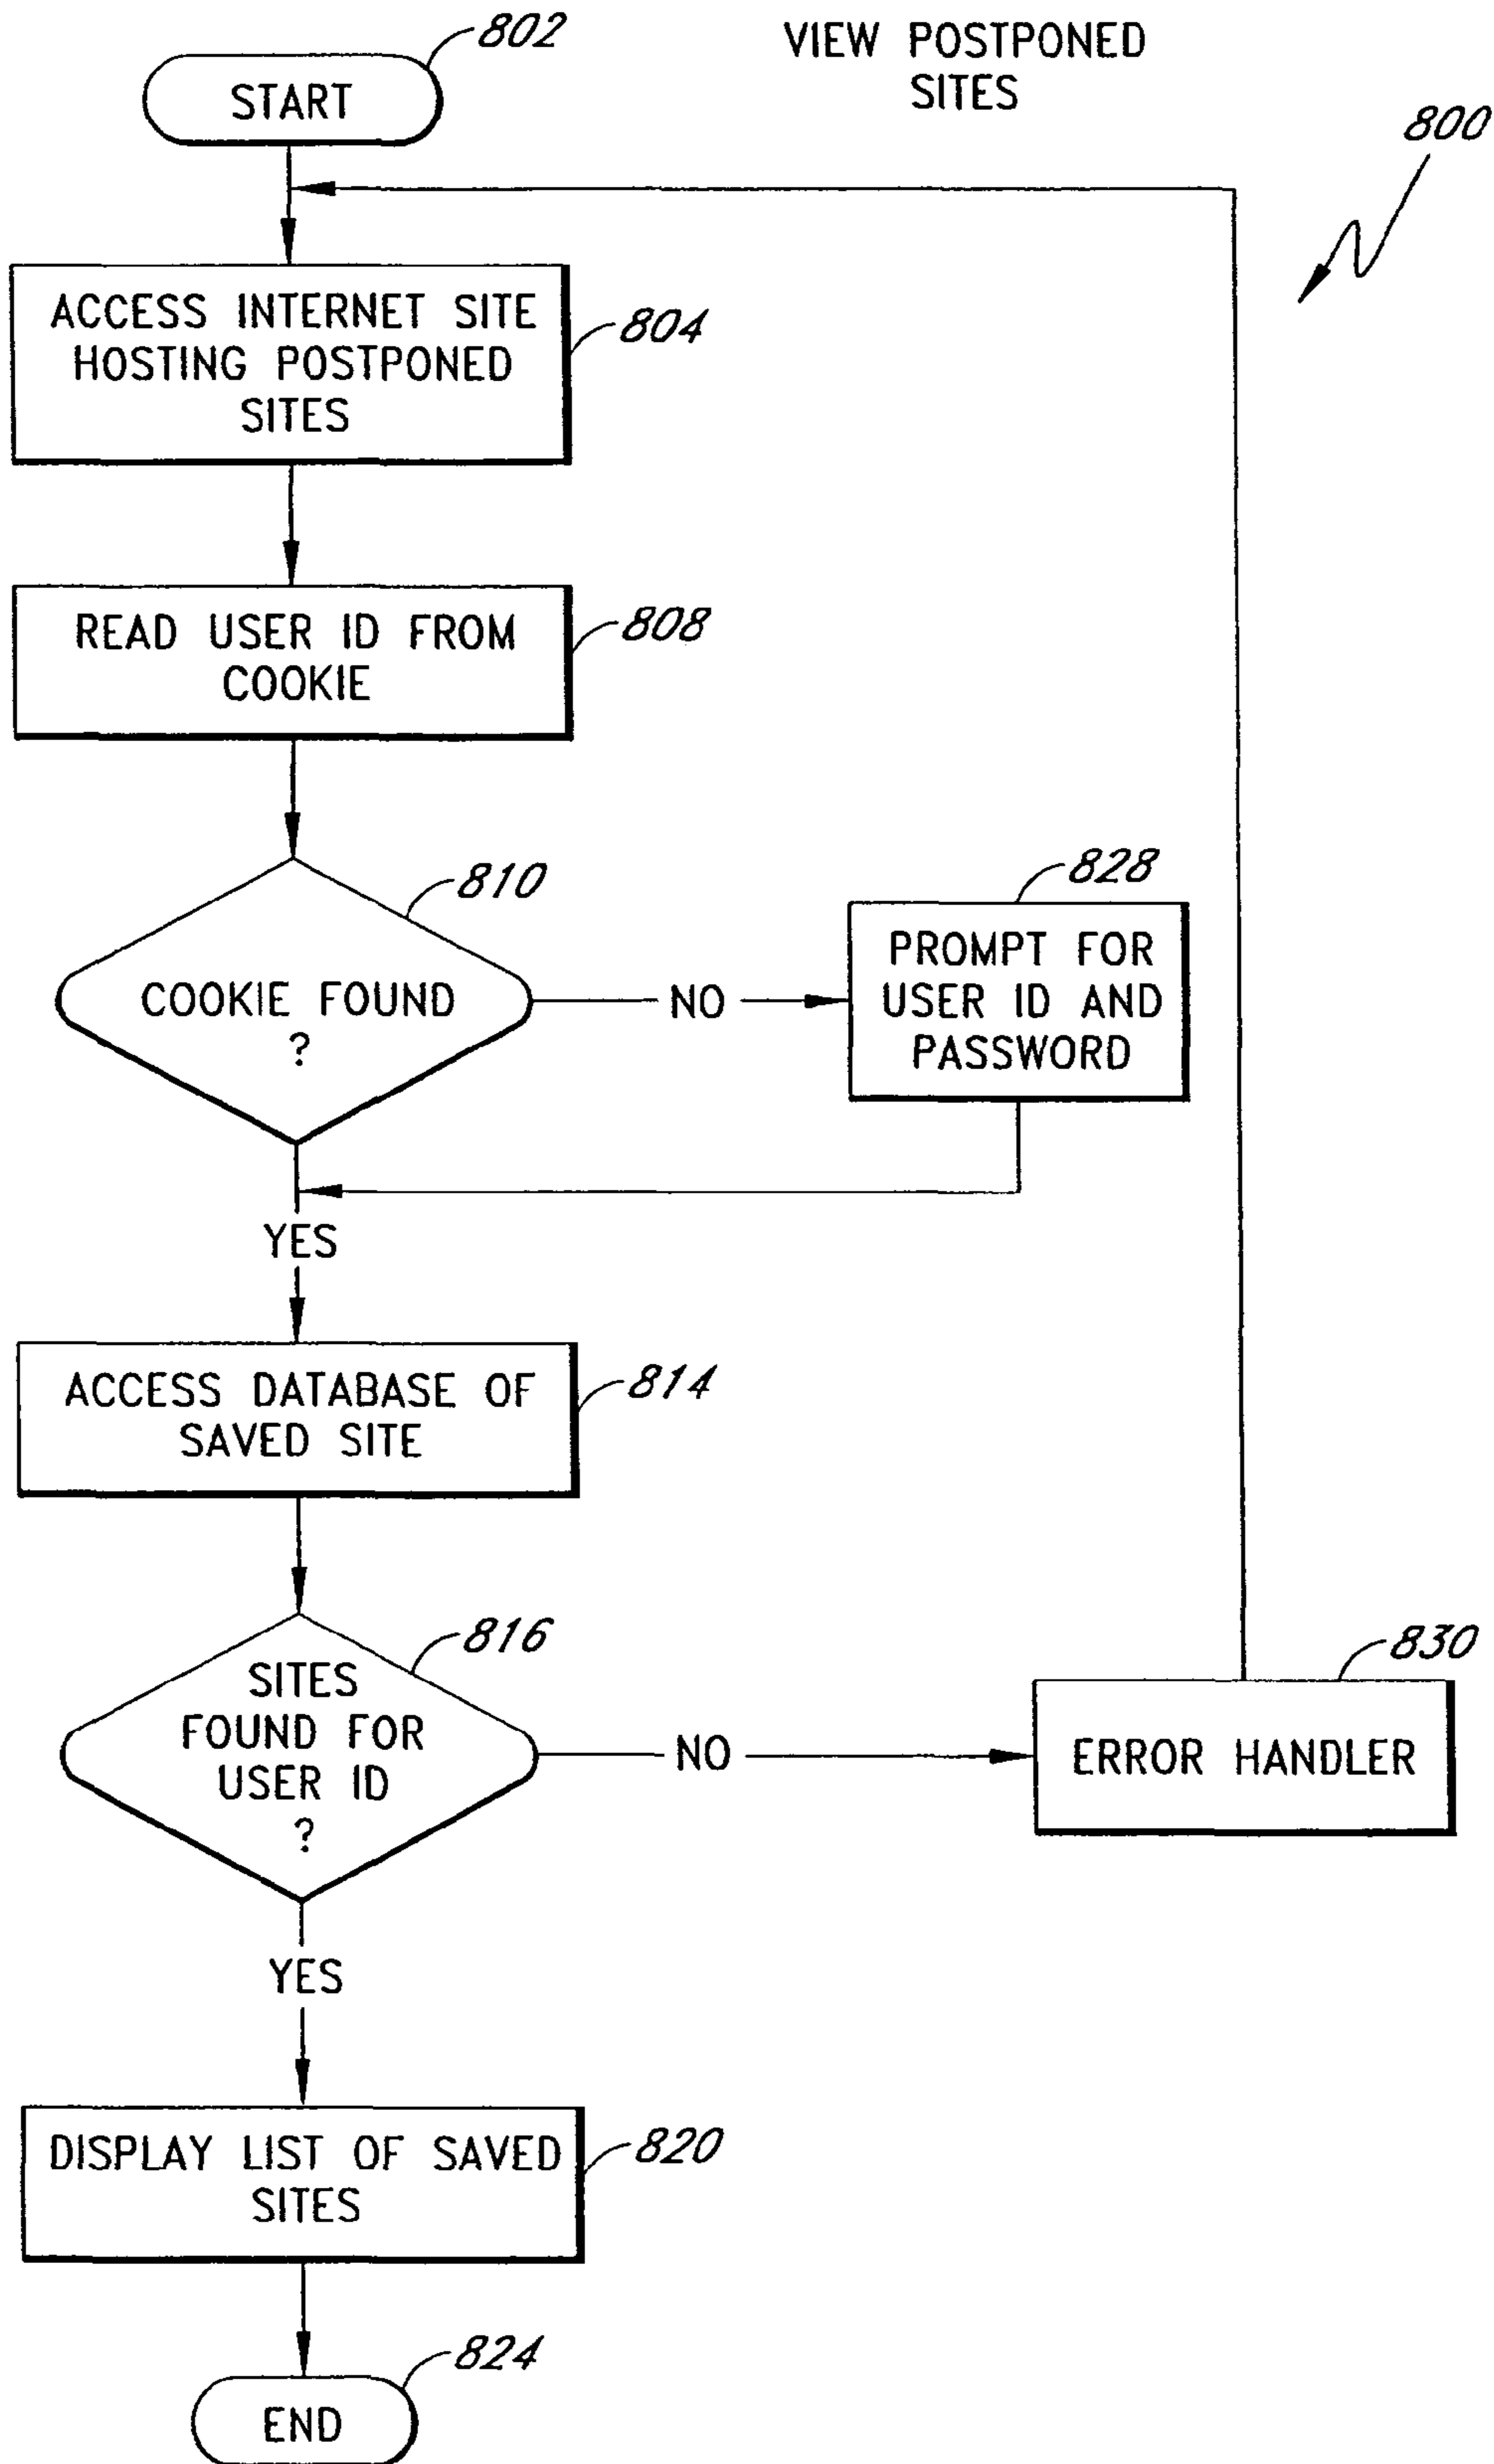 802
VIEW POSTPONED
SITES
START
800
ACCESS INTERNET SITE
HOSTING POSTPONED
SITES
804
READ USER ID FROM
COOKIE
808
810
COOKIE FOUND
?
NO
828
PROMPT FOR
USER ID AND
PASSWORD
YES
ACCESS DATABASE OF
SAVED SITE
814
816
SITES
FOUND FOR
USER ID
?
NO
830
ERROR HANDLER
YES
DISPLAY LIST OF SAVED
SITES
820
824
END